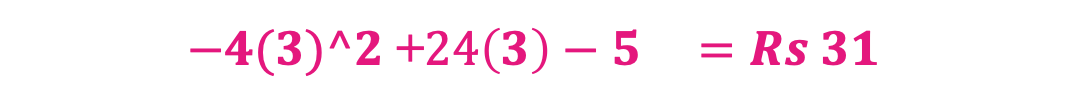 −4(3)^2 +24(3) − 5 = Rs 31